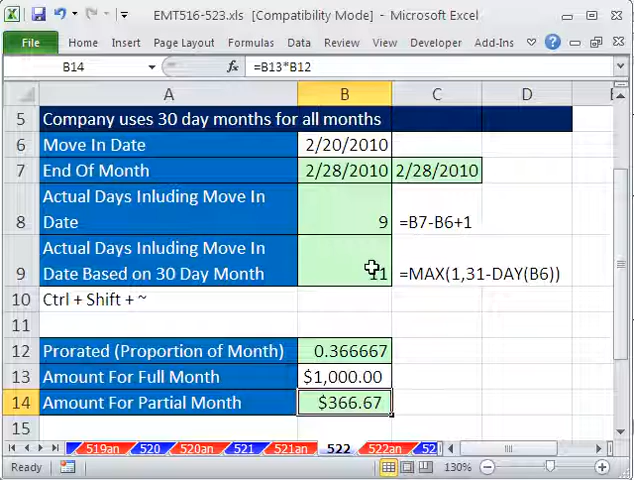 EMT516-523.xls [Compatibility Mode] - Microsoft Excel
File Home Insert Page Layout Formulas Data Review View Developer Add-Ins
B14 fx =B13*B12
A B C D
5 Company uses 30 day months for all months
6 Move In Date 2/20/2010
7 End Of Month 2/28/2010 2/28/2010
Actual Days Inluding Move In
8 Date 9 =B7-B6+1
Actual Days Inluding Move In
9 Date Based on 30 Day Month 11 =MAX(1,31-DAY(B6))
10 Ctrl + Shift + ~
11
12 Prorated (Proportion of Month) 0.366667
13 Amount For Full Month $1,000.00
14 Amount For Partial Month $366.67
15
519an 520 520an 521 521an 522 522an 52
Ready 130%